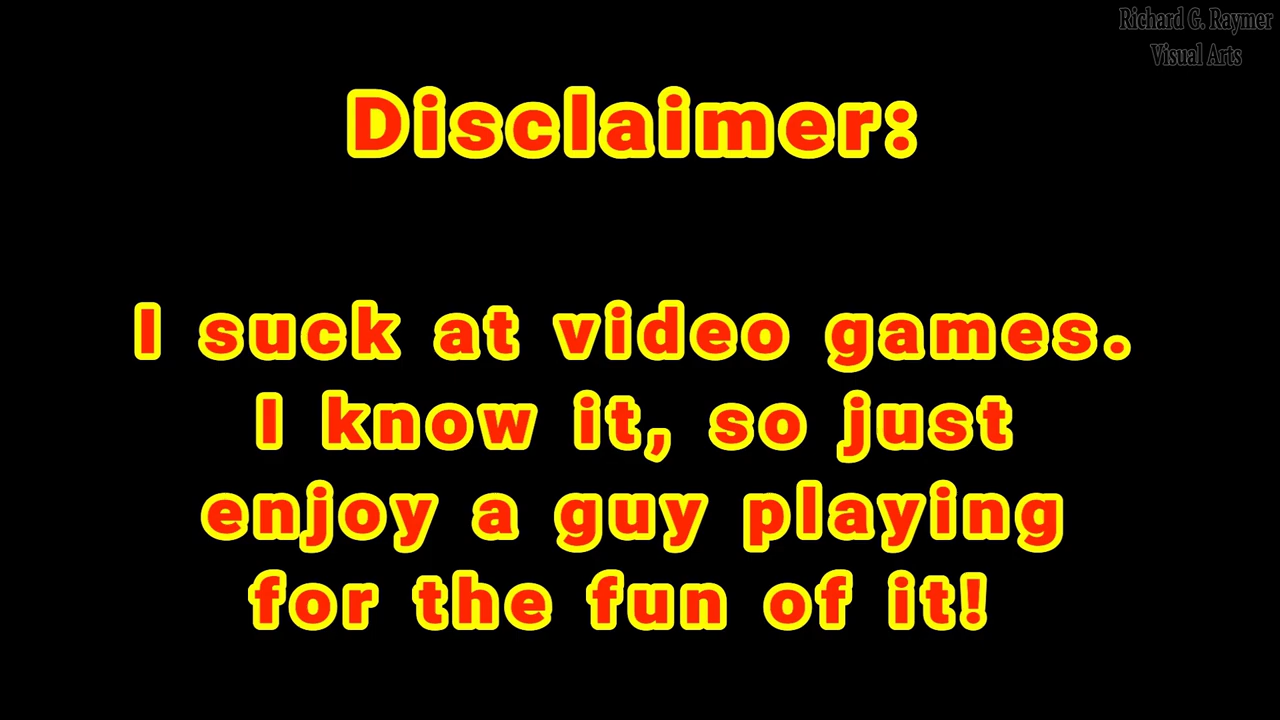 Richard G. Raymer
Visual Arts
Disclaimer:
I suck at video games.
I know it, so just
enjoy a guy playing
for the fun of it!